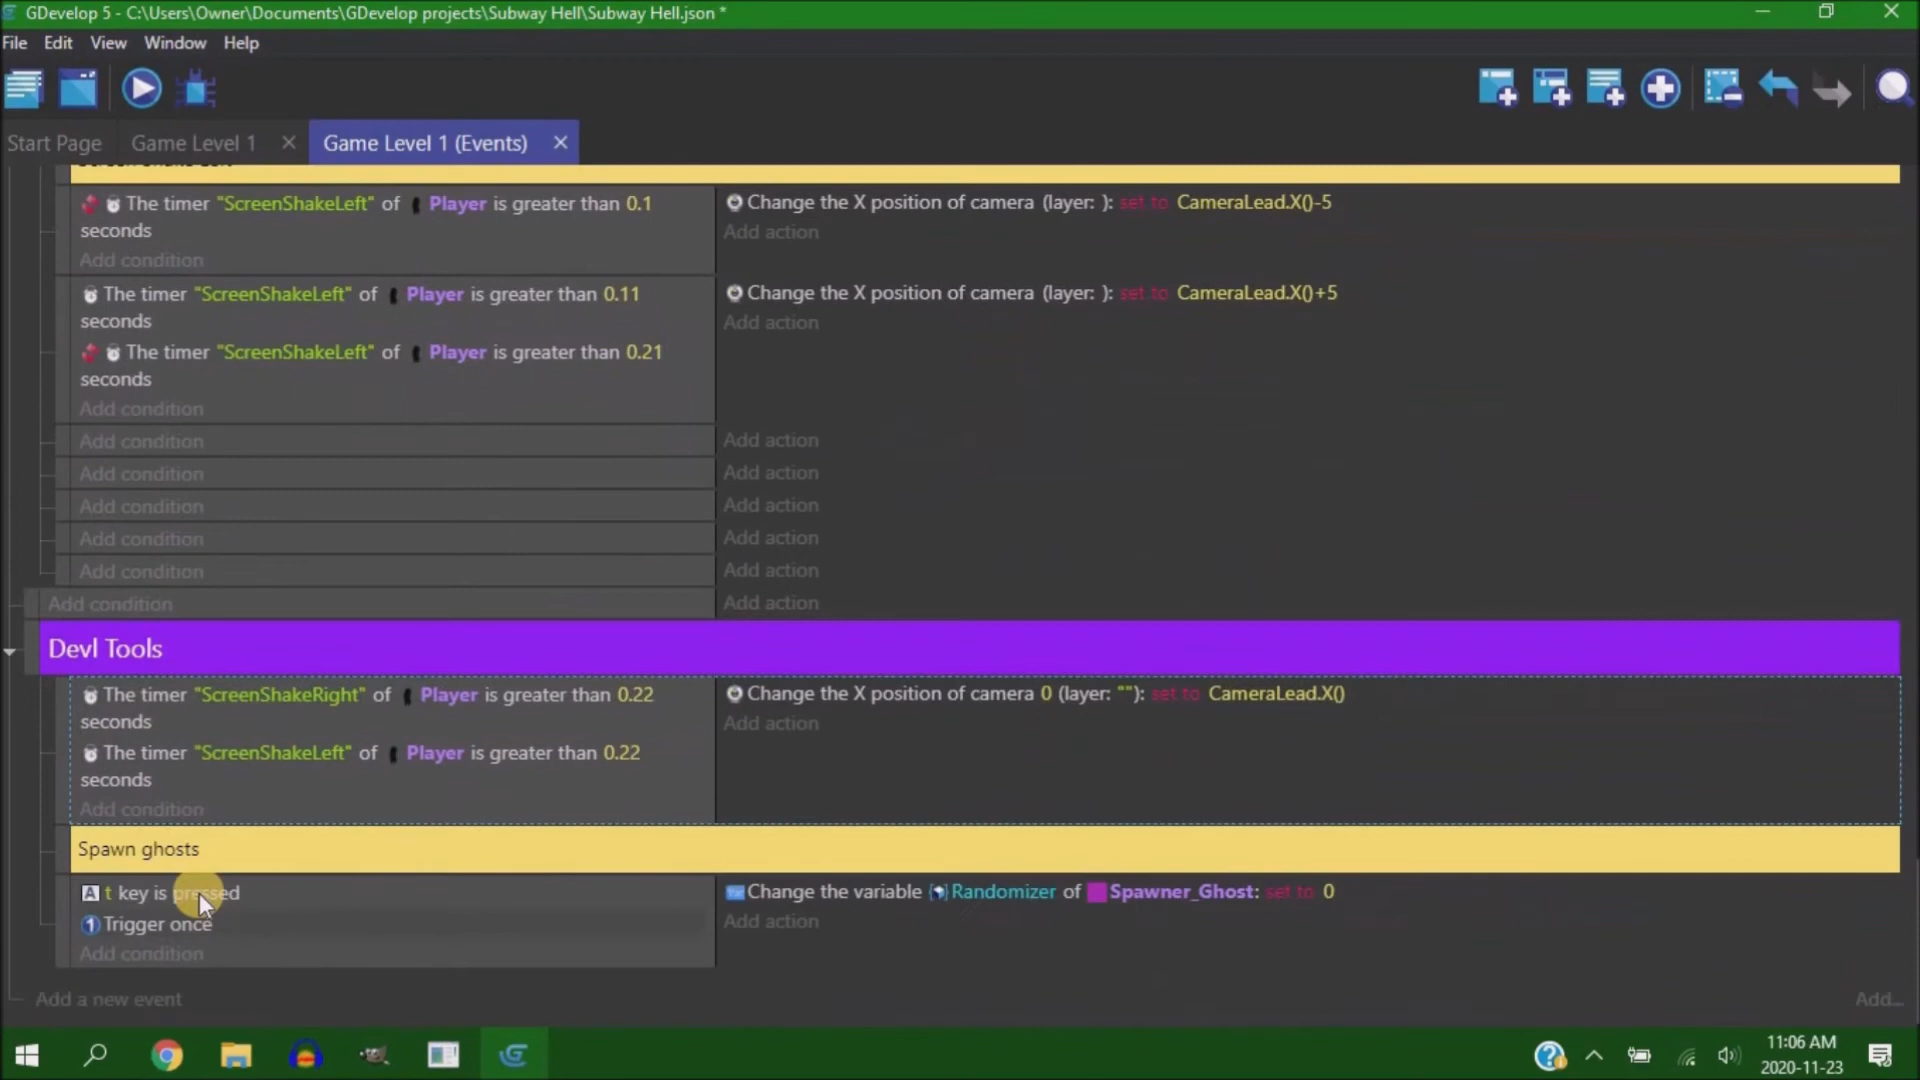 GDevelop 5 - C:\Users\Owner\Documents\GDevelop projects\Subway Hell\Subway Hell.json *
File Edit View Window Help
Start Page Game Level 1 Game Level 1 (Events)
The timer "ScreenShakeLeft" of Player is greater than 0.1
seconds
Add condition
Change the X position of camera (layer: ): set to CameraLead.X()-5
Add action
The timer "ScreenShakeLeft" of Player is greater than 0.11
seconds
The timer "ScreenShakeLeft" of Player is greater than 0.21
seconds
Add condition
Change the X position of camera (layer: ): set to CameraLead.X()+5
Add action
Add condition Add action
Add condition Add action
Add condition Add action
Add condition Add action
Add condition Add action
Add condition Add action
Devl Tools
The timer "ScreenShakeRight" of Player is greater than 0.22
seconds
The timer "ScreenShakeLeft" of Player is greater than 0.22
seconds
Add condition
Change the X position of camera 0 (layer: ""): set to CameraLead.X()
Add action
Spawn ghosts
A t key is pressed
1 Trigger once
Add condition
Change the variable Randomizer of Spawner_Ghost: set to 0
Add action
Add a new event Add...
11:06 AM
2020-11-23